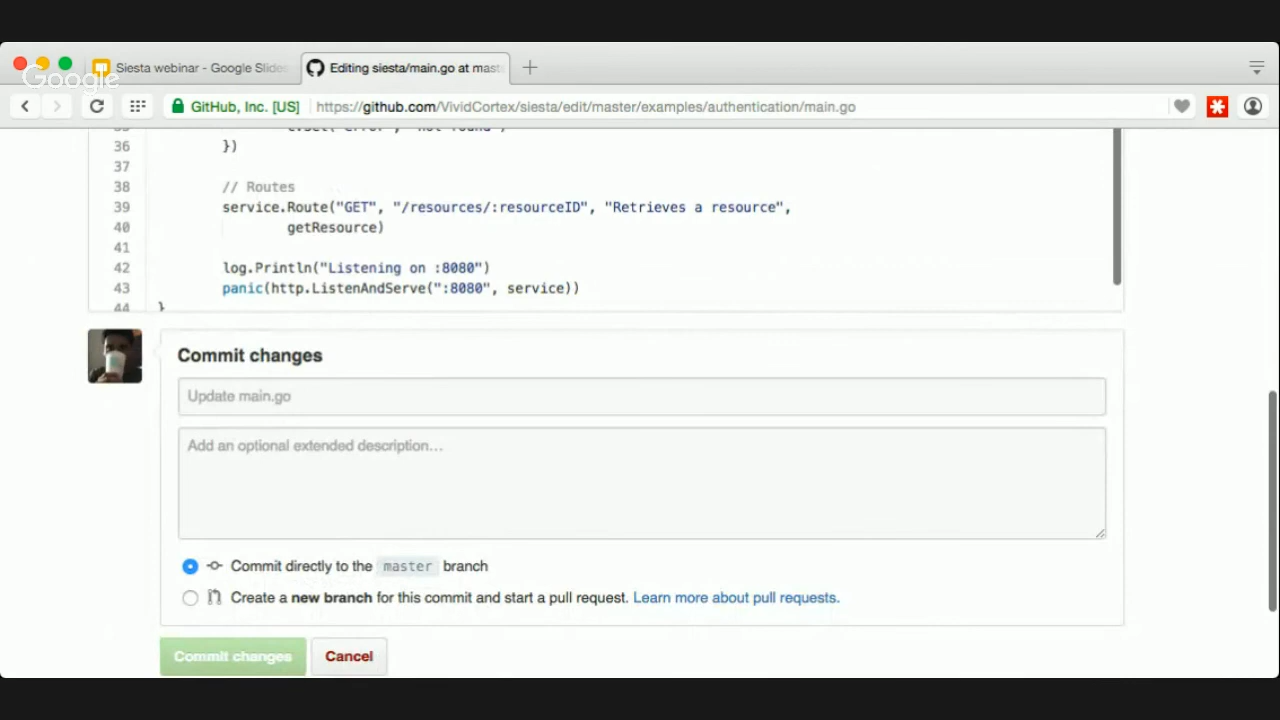 Siesta webinar - Google Slides
Editing siesta/main.go at mast
Google
GitHub, Inc. [US]
https://github.com/VividCortex/siesta/edit/master/examples/authentication/main.go
36 })
37
38 // Routes
39 service.Route("GET", "/resources/:resourceID", "Retrieves a resource",
40 getResource)
41
42 log.Println("Listening on :8080")
43 panic(http.ListenAndServe(":8080", service))
44 }
Commit changes
Update main.go
Add an optional extended description…
Commit directly to the master branch
Create a new branch for this commit and start a pull request. Learn more about pull requests.
Commit changes
Cancel